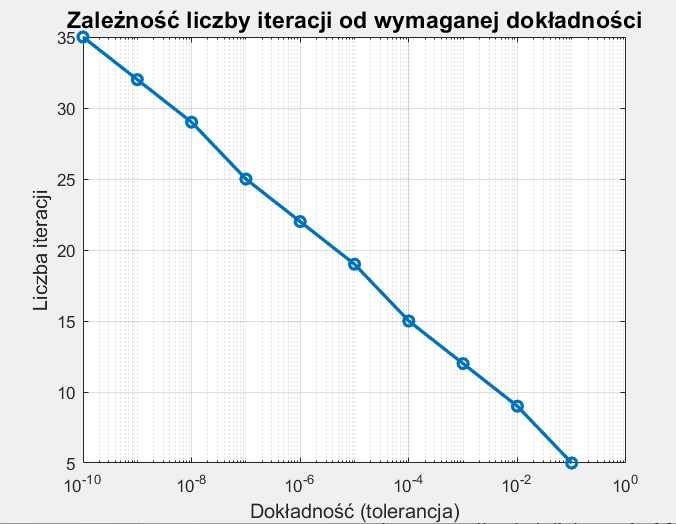 Zależność liczby iteracji od wymaganej dokładności
35
30
25
20
15
10
5
Liczba iteracji
10^-10 10^-8 10^-6 10^-4 10^-2 10^0
Dokładność (tolerancja)